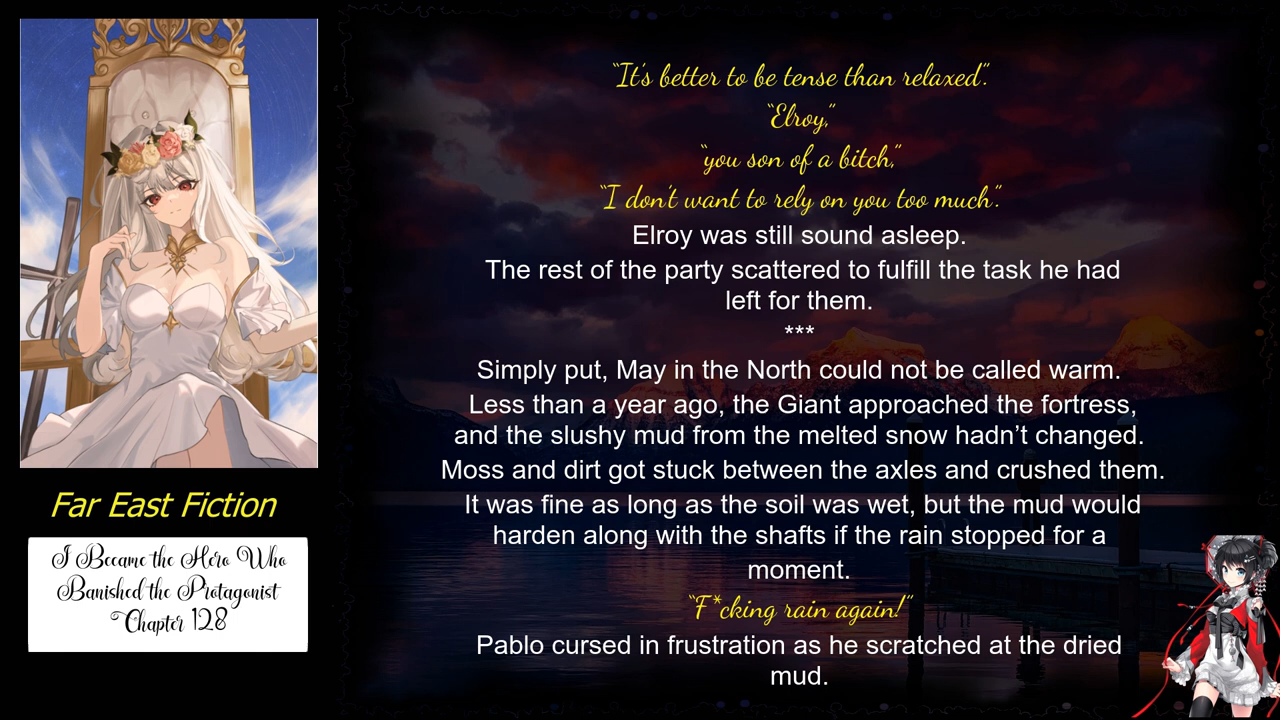 “It’s better to be tense than relaxed”.
“Elroy,”
“you son of a bitch,”
“I don’t want to rely on you too much”.
Elroy was still sound asleep.
The rest of the party scattered to fulfill the task he had
left for them.
***
Simply put, May in the North could not be called warm.
Less than a year ago, the Giant approached the fortress,
and the slushy mud from the melted snow hadn’t changed.
Moss and dirt got stuck between the axles and crushed them.
It was fine as long as the soil was wet, but the mud would
harden along with the shafts if the rain stopped for a
moment.
“F*cking rain again!”
Pablo cursed in frustration as he scratched at the dried
mud.
Far East Fiction
I Became the Hero Who
Banished the Protagonist
Chapter 128